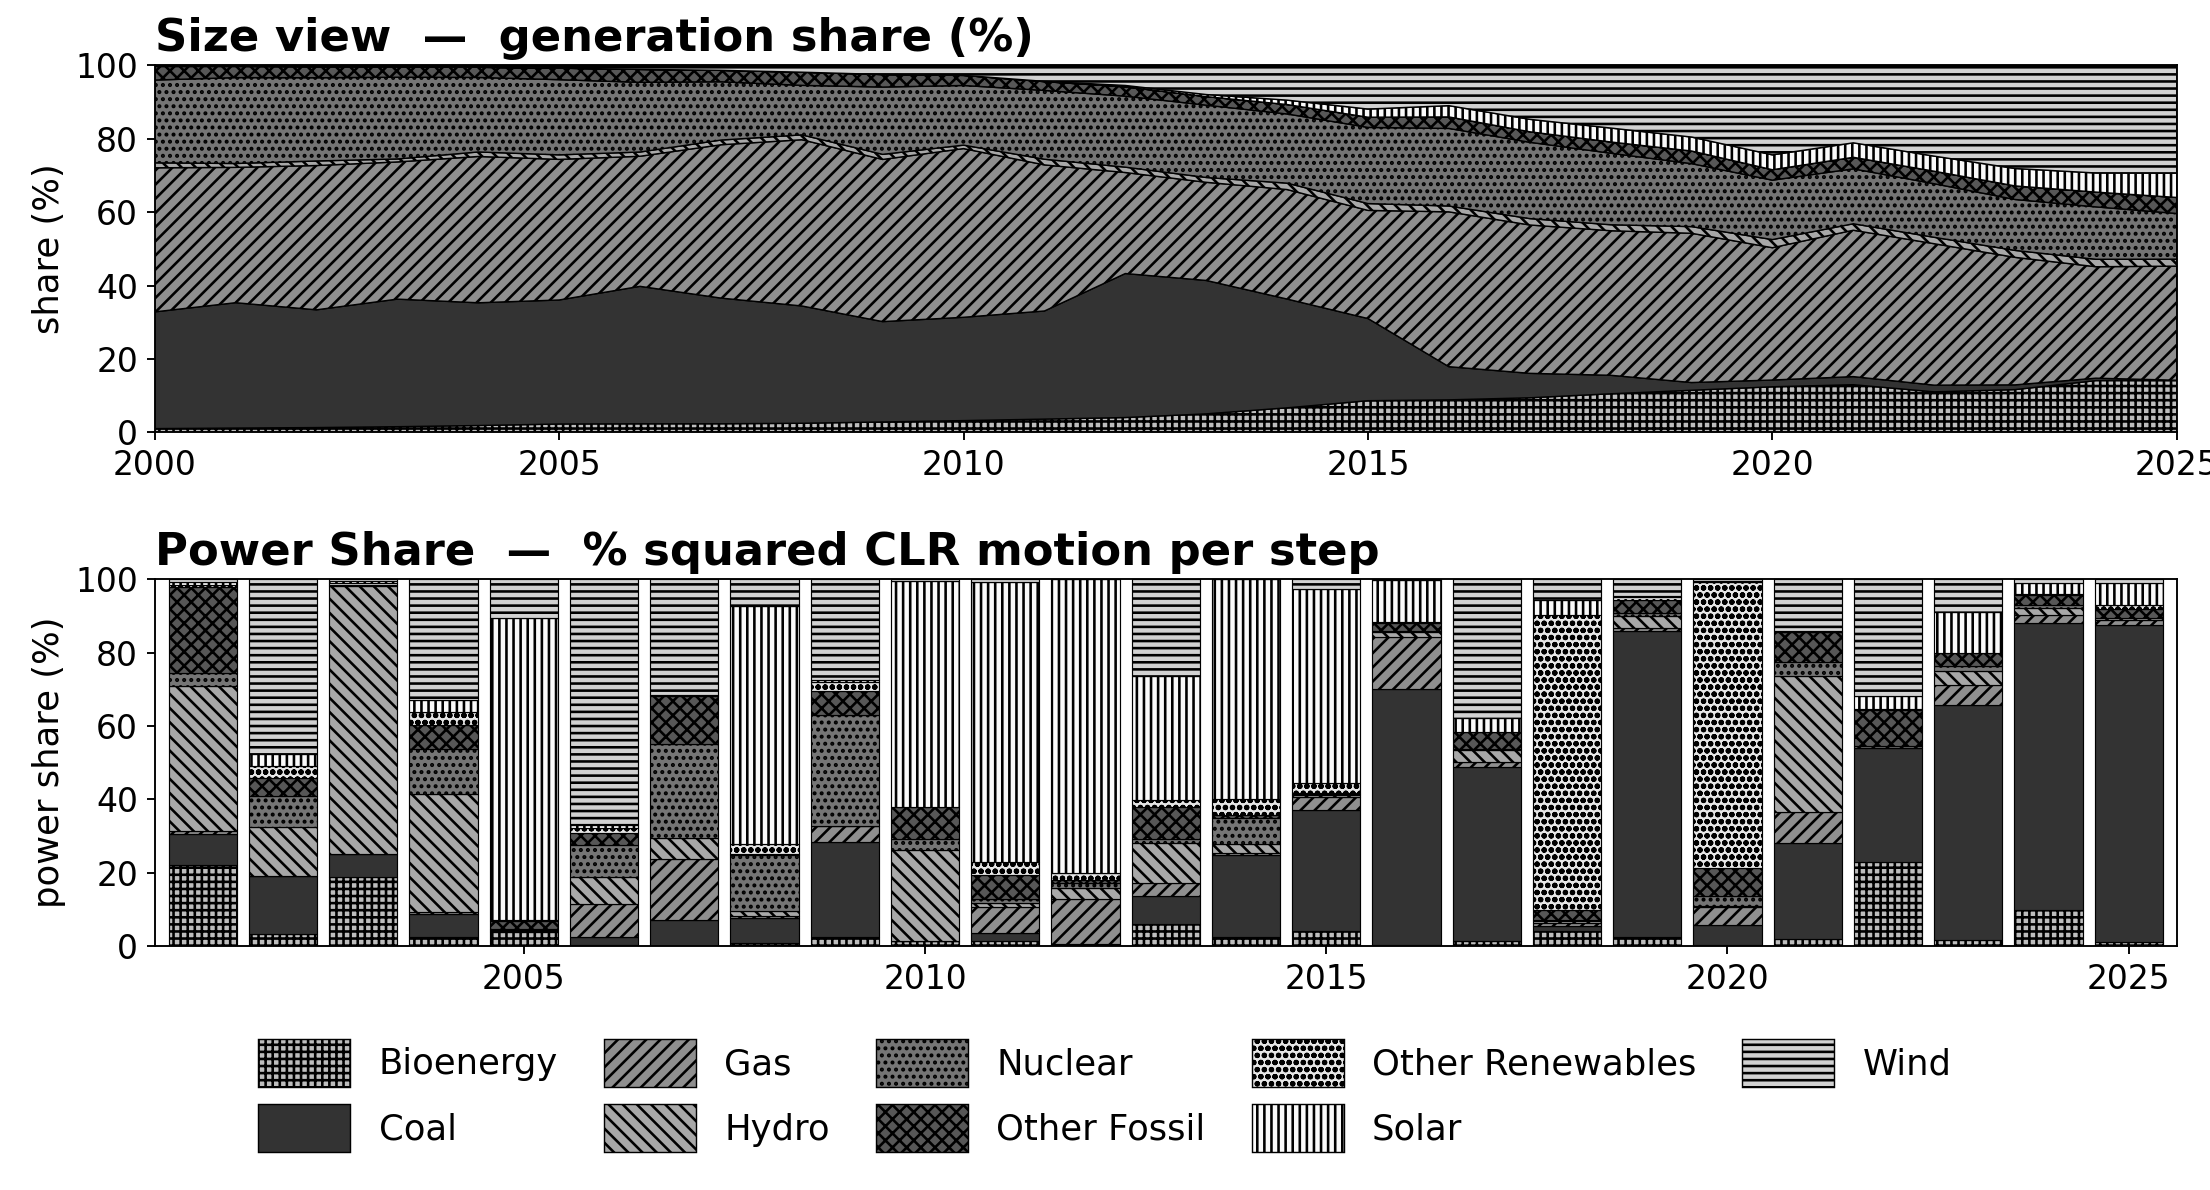 Size view — generation share (%)
100
80
60
40
20
0
share (%)
2000 2005 2010 2015 2020 2025
Power Share — % squared CLR motion per step
100
80
60
40
20
0
power share (%)
2005 2010 2015 2020 2025
Bioenergy Gas Nuclear Other Renewables Wind
Coal Hydro Other Fossil Solar